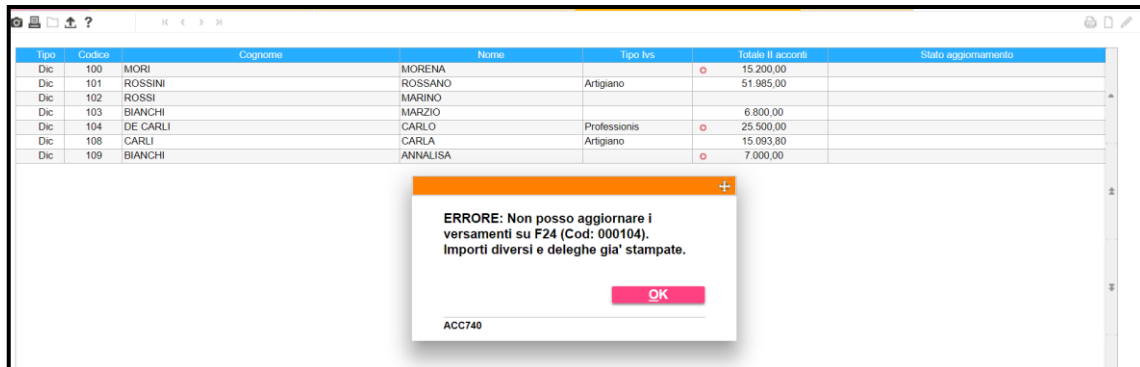 ?
Tipo Codice Cognome Nome Tipo Ivs Totale II acconti Stato aggiornamento
Dic 100 MORI MORENA 15.200,00
Dic 101 ROSSINI ROSSANO Artigiano 51.985,00
Dic 102 ROSSI MARINO
Dic 103 BIANCHI MARZIO 6.800,00
Dic 104 DE CARLI CARLO Professionis 25.500,00
Dic 108 CARLI CARLA Artigiano 15.093,80
Dic 109 BIANCHI ANNALISA 7.000,00
ERRORE: Non posso aggiornare i
versamenti su F24 (Cod: 000104).
Importi diversi e deleghe gia' stampate.
OK
ACC740